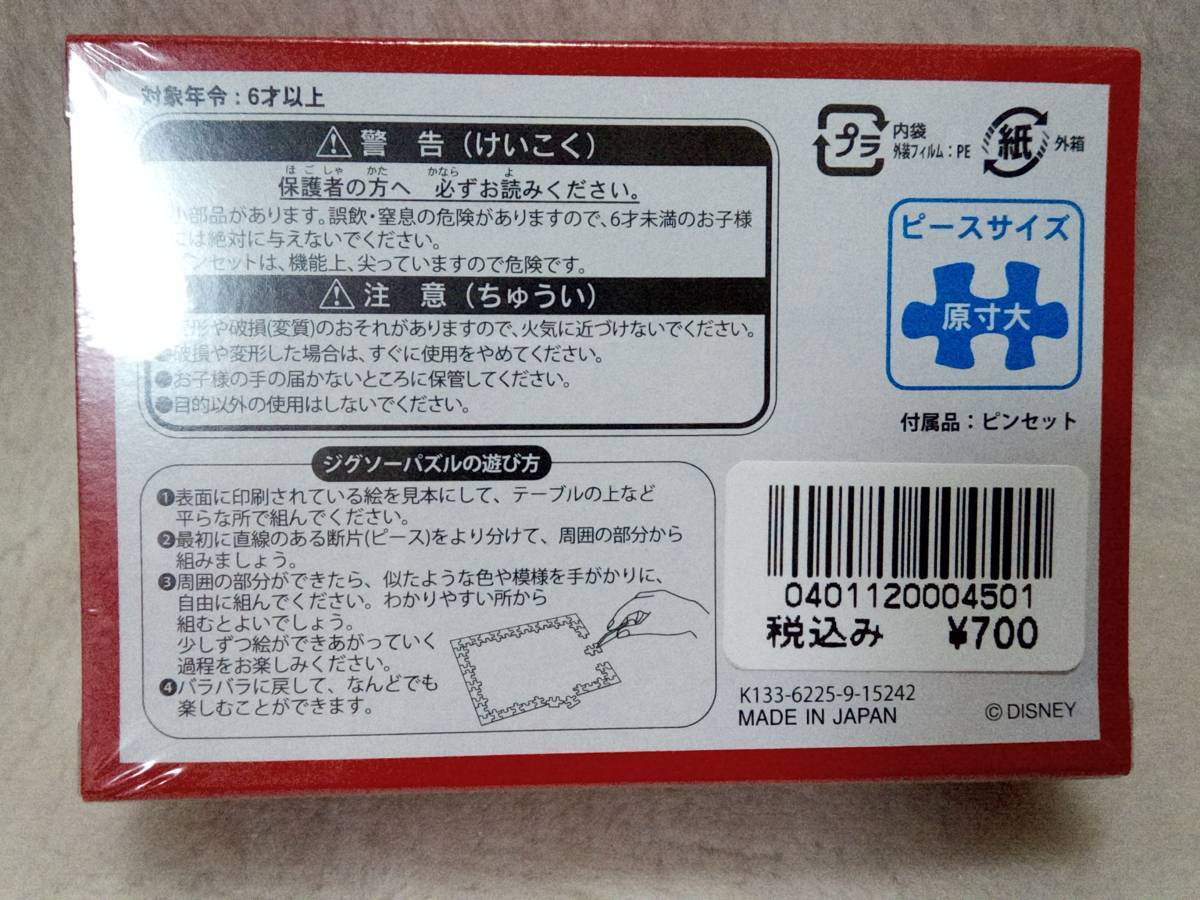 対象年令：6才以上
警 告（けいこく）
ほ ご しゃ かた かなら よ
保護者の方へ 必ずお読みください。
小部品があります。誤飲・窒息の危険がありますので、6才未満のお子様
には絶対に与えないでください。
ピンセットは、機能上、尖っていますので危険です。
注 意（ちゅうい）
や破損(変質)のおそれがありますので、火気に近づけないでください。
●破損や変形した場合は、すぐに使用をやめてください。
●お子様の手の届かないところに保管してください。
●目的以外の使用はしないでください。
プラ
内袋
外装フィルム：PE
紙
外箱
ピースサイズ
原寸大
付属品：ピンセット
ジグソーパズルの遊び方
❶表面に印刷されている絵を見本にして、テーブルの上など
平らな所で組んでください。
❷最初に直線のある断片(ピース)をより分けて、周囲の部分から
組みましょう。
❸周囲の部分ができたら、似たような色や模様を手がかりに、
自由に組んでください。わかりやすい所から
組むとよいでしょう。
少しずつ絵ができあがっていく
過程をお楽しみください。
❹バラバラに戻して、なんどでも
楽しむことができます。
0401120004501
税込み ¥700
K133-6225-9-15242
MADE IN JAPAN
©DISNEY